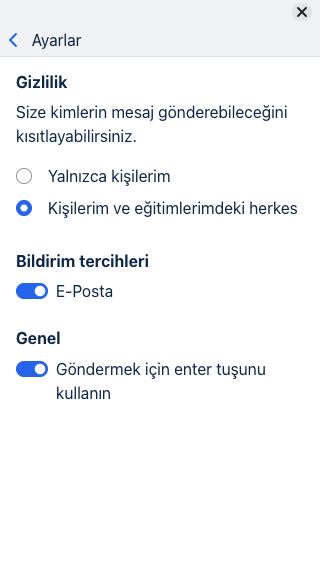 Ayarlar
Gizlilik
Size kimlerin mesaj gönderebileceğini
kısıtlayabilirsiniz.
Yalnızca kişilerim
Kişilerim ve eğitimlerimdeki herkes
Bildirim tercihleri
E-Posta
Genel
Göndermek için enter tuşunu
kullanın